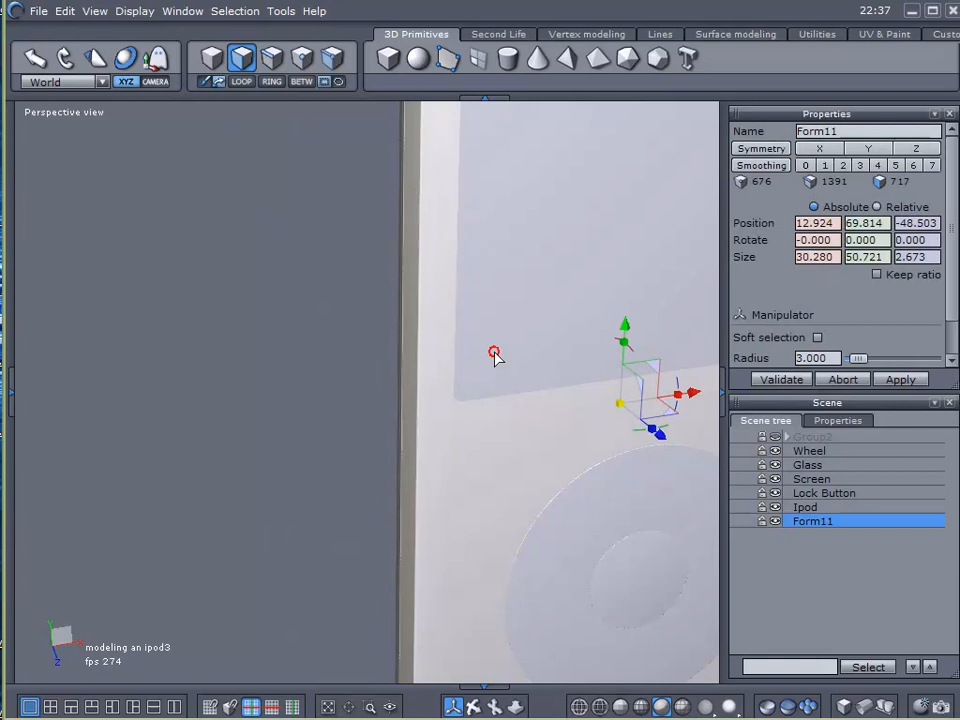 File Edit View Display Window Selection Tools Help 22:37
3D Primitives Second Life Vertex modeling Lines Surface modeling Utilities UV & Paint Custo
World XYZ CAMERA LOOP RING BETW
Perspective view
Properties
Name Form11
Symmetry X Y Z
Smoothing 0 1 2 3 4 5 6 7
676 1391 717
Absolute Relative
Position 12.924 69.814 -48.503
Rotate -0.000 0.000 0.000
Size 30.280 50.721 2.673
Keep ratio
Manipulator
Soft selection
Radius 3.000
Validate Abort Apply
Scene
Scene tree Properties
Group2
Wheel
Glass
Screen
Lock Button
Ipod
Form11
Y
X
Z
modeling an ipod3
fps 274
Select